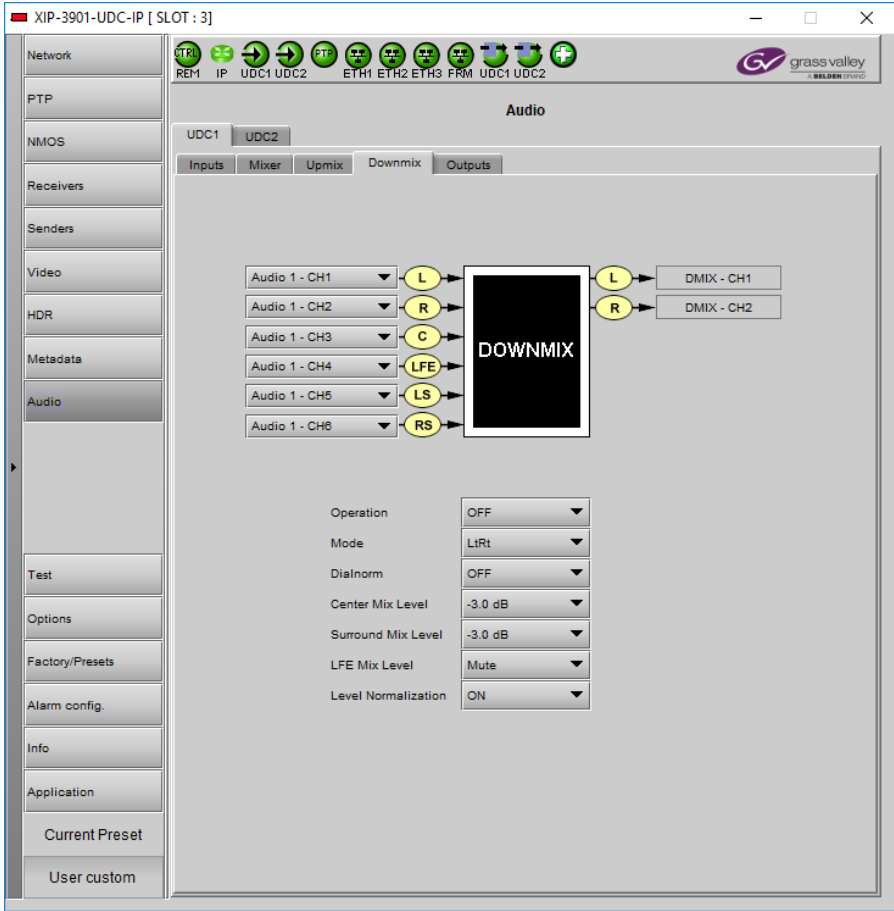 XIP-3901-UDC-IP [ SLOT : 3]
Network
PTP
NMOS
Receivers
Senders
Video
HDR
Metadata
Audio
Test
Options
Factory/Presets
Alarm config.
Info
Application
Current Preset
User custom
CTRL PTP
REM IP UDC1 UDC2 ETH1 ETH2 ETH3 FRM UDC1 UDC2
GV grass valley
A BELDEN BRAND
Audio
UDC1 UDC2
Inputs Mixer Upmix Downmix Outputs
Audio 1 - CH1 L L DMIX - CH1
Audio 1 - CH2 R R DMIX - CH2
Audio 1 - CH3 C
DOWNMIX
Audio 1 - CH4 LFE
Audio 1 - CH5 LS
Audio 1 - CH6 RS
Operation OFF
Mode LtRt
Dialnorm OFF
Center Mix Level -3.0 dB
Surround Mix Level -3.0 dB
LFE Mix Level Mute
Level Normalization ON